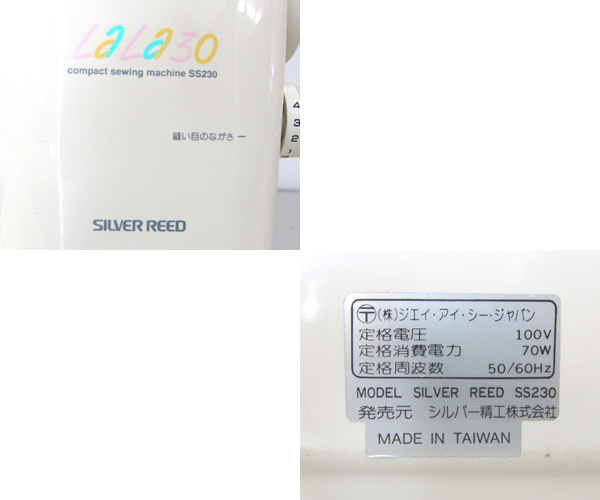 LaLa30
compact sewing machine SS230
4
3
2
1
縫い目のながさ ー
SILVER REED
〒 (株)ジエイ・アイ・シー・ジャパン
定格電圧 100V
定格消費電力 70W
定格周波数 50/60Hz
MODEL SILVER REED SS230
発売元 シルバー精工株式会社
MADE IN TAIWAN